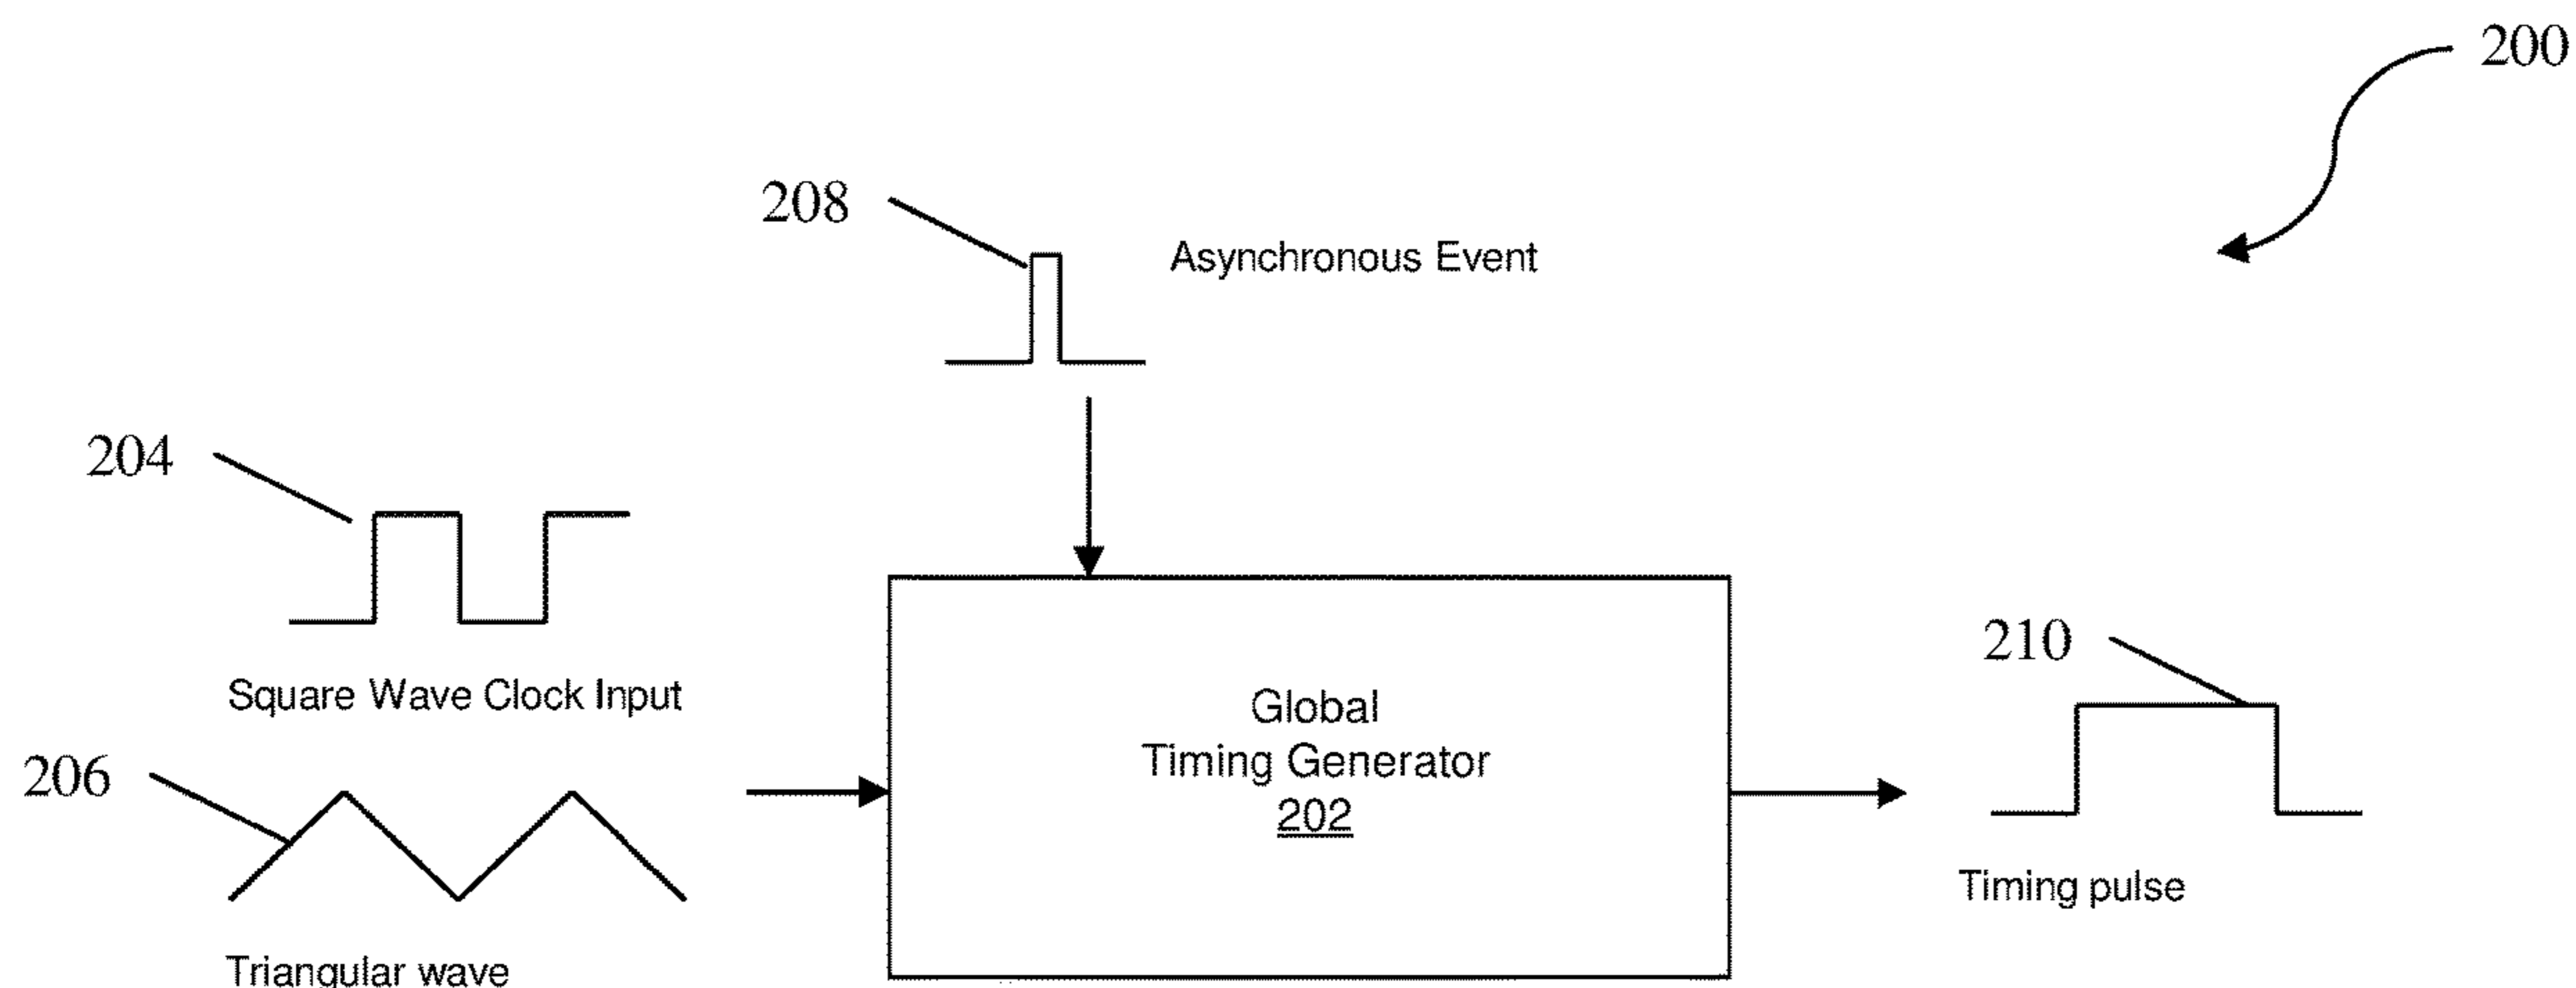 200
208
Asynchronous Event
204
Square Wave Clock Input
206
Triangular wave
Global
Timing Generator
202
210
Timing pulse